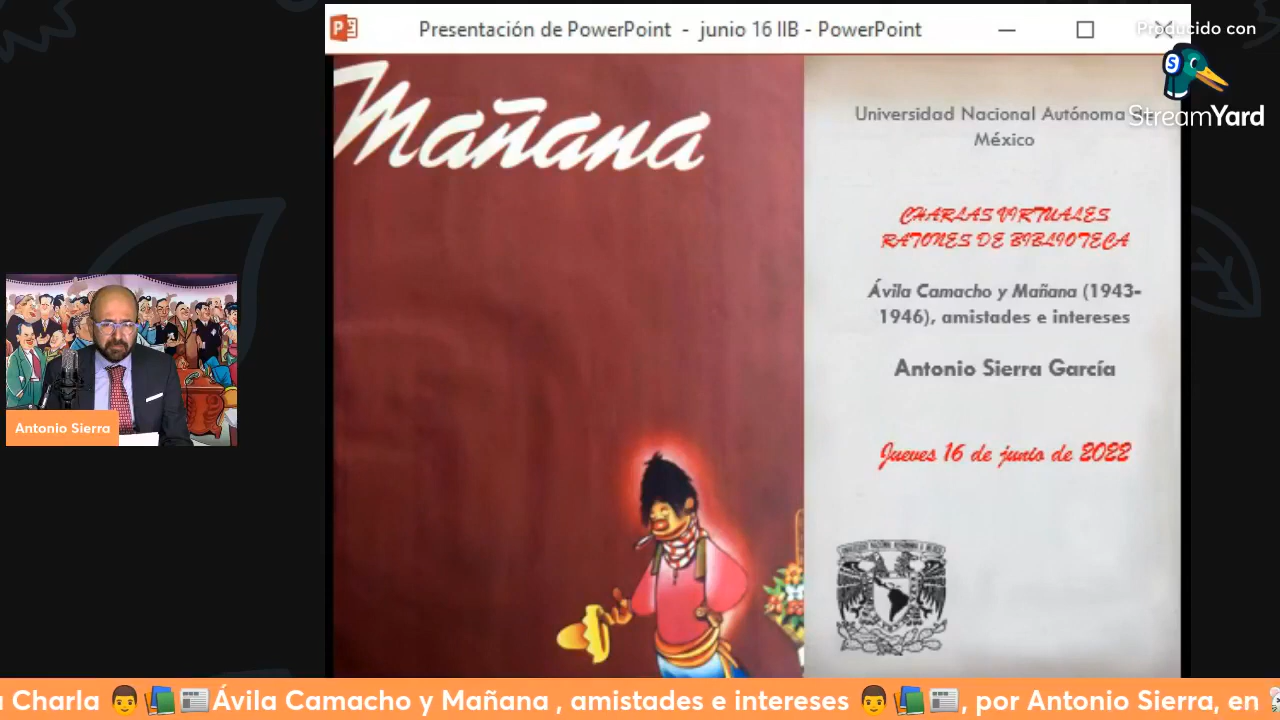 Presentación de PowerPoint - junio 16 IIB - PowerPoint
Producido con
StreamYard
Mañana
Universidad Nacional Autónoma
México
CHARLAS VIRTUALES
RATONES DE BIBLIOTECA
Ávila Camacho y Mañana (1943-
1946), amistades e intereses
Antonio Sierra García
Jueves 16 de junio de 2022
Antonio Sierra
a Charla 👨📚📰Ávila Camacho y Mañana , amistades e intereses 👨📚📰, por Antonio Sierra, en